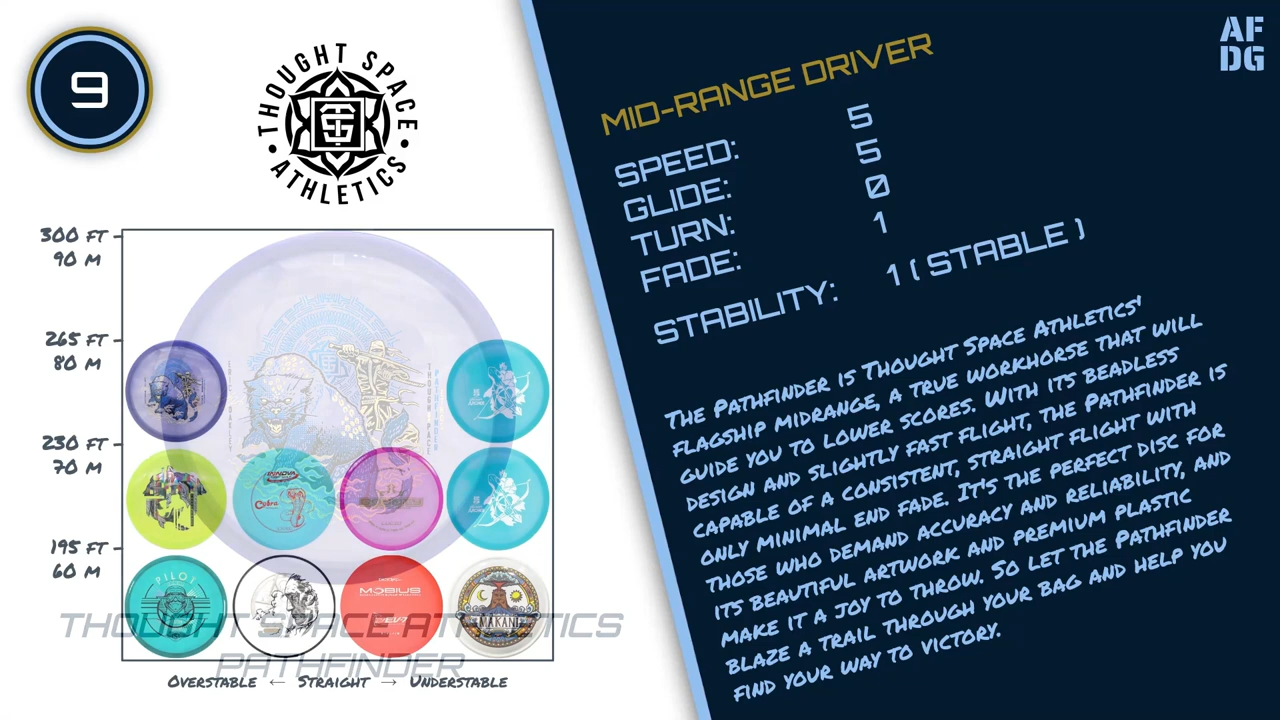 9
THOUGHT SPACE
ATHLETICS
300 FT
90 M
265 FT
80 M
230 FT
70 M
195 FT
60 M
INNOVA
Cobra
PATHFINDER
PILOT
MOBIUS
MAKANI
THOUGHT SPACE ATHLETICS
PATHFINDER
OVERSTABLE ← STRAIGHT → UNDERSTABLE
AF
DG
MID-RANGE DRIVER
SPEED: 5
GLIDE: 5
TURN: 0
FADE: 1
STABILITY: 1 ( STABLE )
THE PATHFINDER IS THOUGHT SPACE ATHLETICS'
FLAGSHIP MIDRANGE, A TRUE WORKHORSE THAT WILL
GUIDE YOU TO LOWER SCORES. WITH ITS BEADLESS
DESIGN AND SLIGHTLY FAST FLIGHT, THE PATHFINDER IS
CAPABLE OF A CONSISTENT, STRAIGHT FLIGHT WITH
ONLY MINIMAL END FADE. IT'S THE PERFECT DISC FOR
THOSE WHO DEMAND ACCURACY AND RELIABILITY, AND
ITS BEAUTIFUL ARTWORK AND PREMIUM PLASTIC
MAKE IT A JOY TO THROW. SO LET THE PATHFINDER
BLAZE A TRAIL THROUGH YOUR BAG AND HELP YOU
FIND YOUR WAY TO VICTORY.